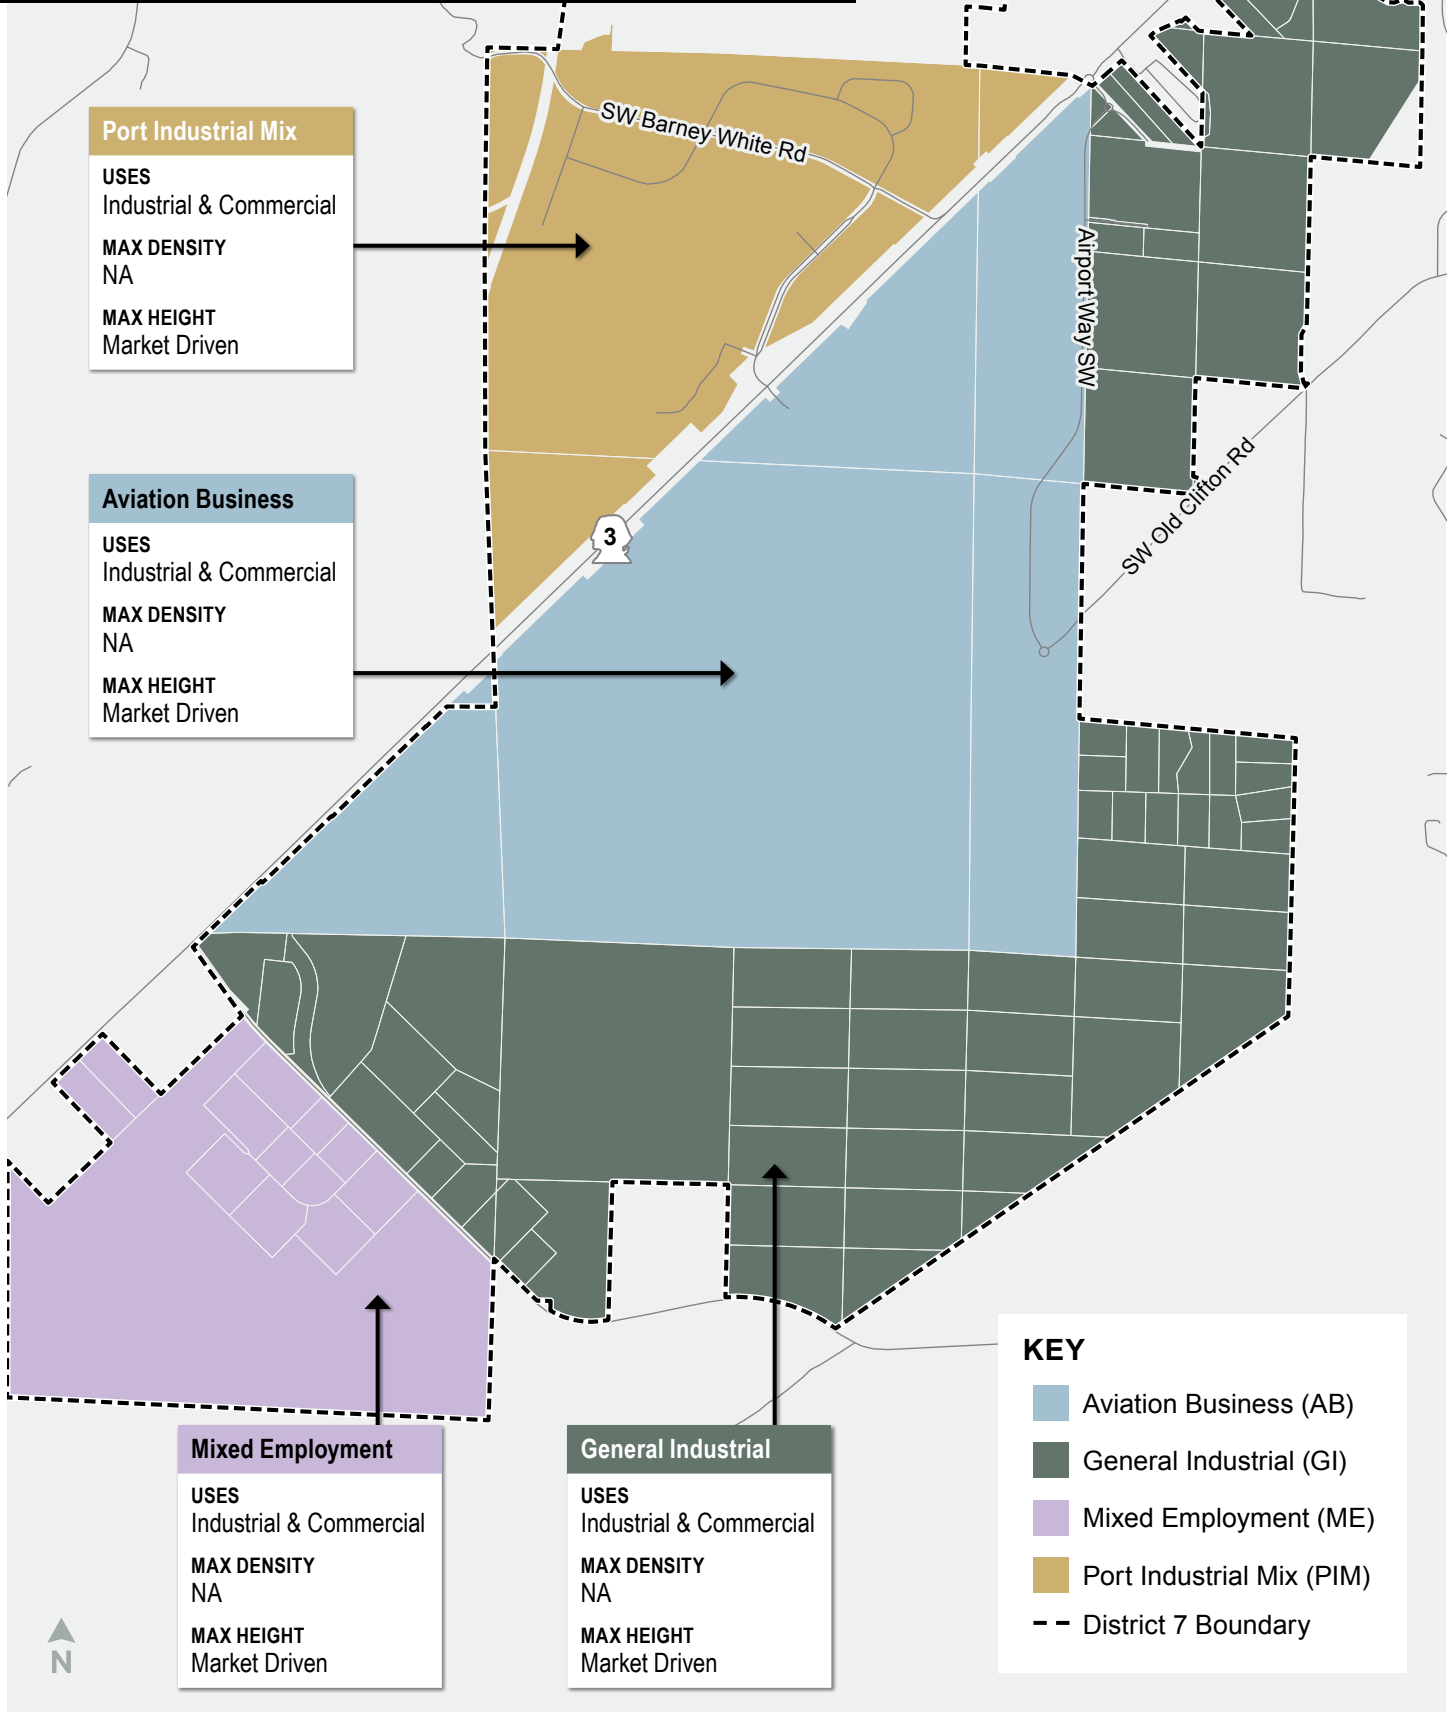 SW Barney White Rd
Port Industrial Mix
USES
Industrial & Commercial
MAX DENSITY
NA
MAX HEIGHT
Market Driven
Airport Way SW
Aviation Business
USES
Industrial & Commercial
MAX DENSITY
NA
MAX HEIGHT
Market Driven
3
SW Old Clifton Rd
Mixed Employment
USES
Industrial & Commercial
MAX DENSITY
NA
MAX HEIGHT
Market Driven
General Industrial
USES
Industrial & Commercial
MAX DENSITY
NA
MAX HEIGHT
Market Driven
KEY
Aviation Business (AB)
General Industrial (GI)
Mixed Employment (ME)
Port Industrial Mix (PIM)
District 7 Boundary
N